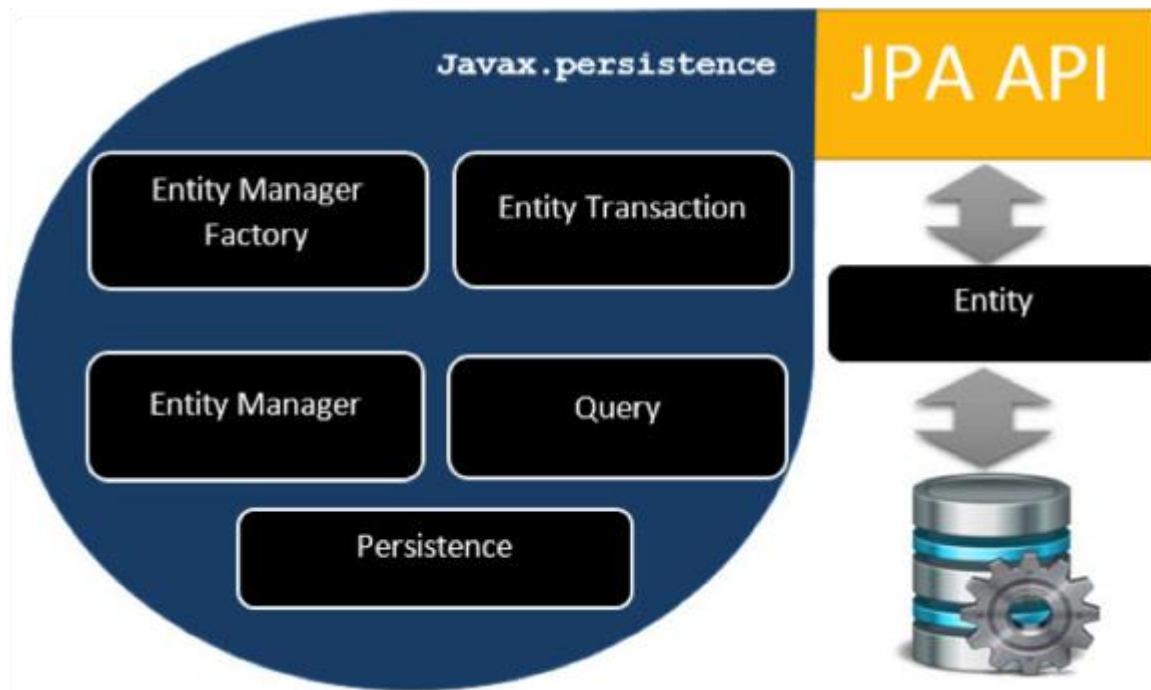 Javax.persistence
JPA API
Entity Manager
Factory
Entity Transaction
Entity
Entity Manager
Query
Persistence